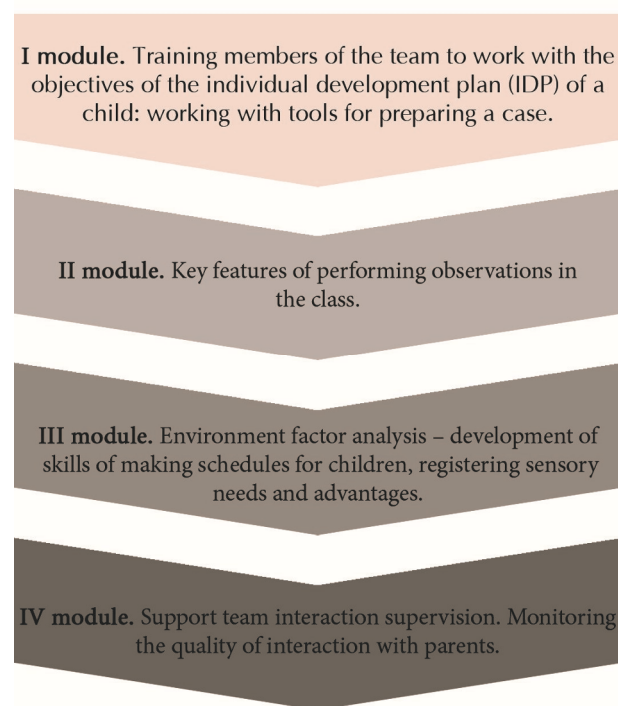 I module. Training members of the team to work with the
objectives of the individual development plan (IDP) of a
child: working with tools for preparing a case.
II module. Key features of performing observations in
the class.
III module. Environment factor analysis – development of
skills of making schedules for children, registering sensory
needs and advantages.
IV module. Support team interaction supervision. Monitoring
the quality of interaction with parents.